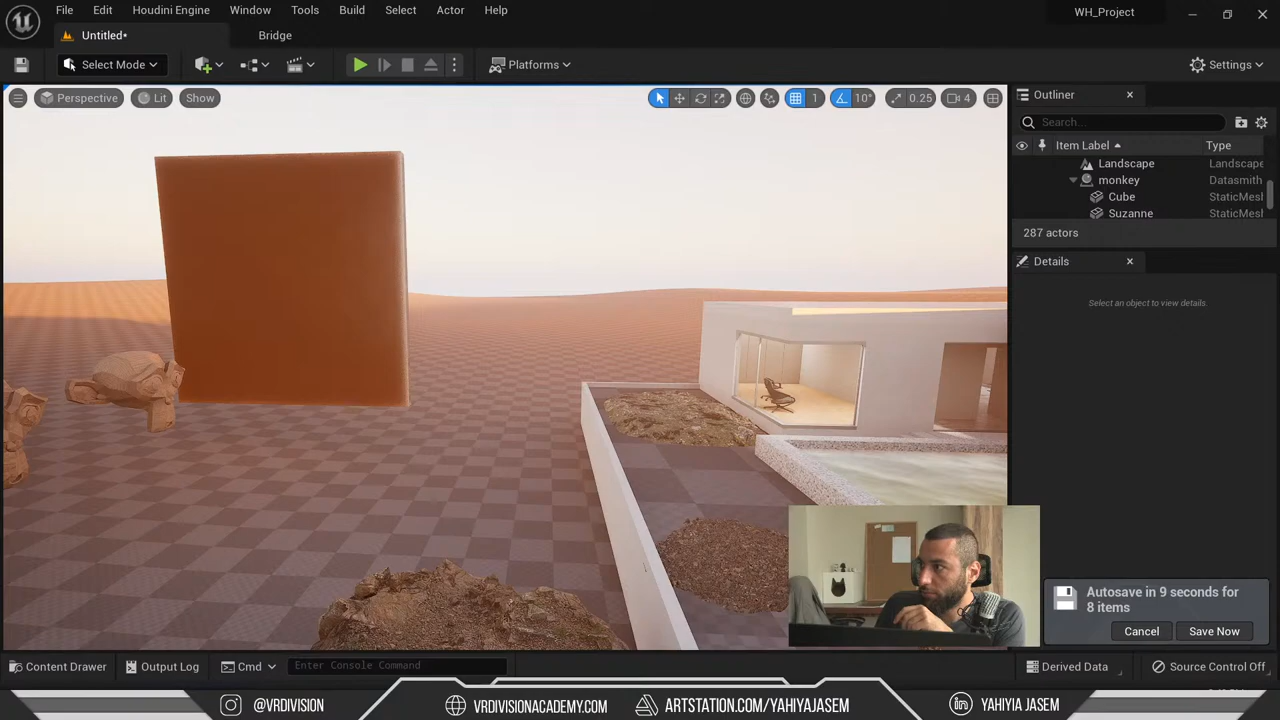 File Edit Window Tools Build Select Actor Help
Houdini Engine
WH_Project
Untitled*
Bridge
Select Mode
Platforms
Settings
Perspective
Lit
Show
1
10°
0.25
4
Outliner
Search...
Item Label
Type
Landscape
Landscape
monkey
Datasmith
Cube
StaticMesl
Suzanne
StaticMesl
287 actors
Details
Select an object to view details.
Autosave in 9 seconds for
8 items
Cancel
Save Now
Content Drawer
Output Log
Cmd
Enter Console Command
Derived Data
Source Control Off
@VRDIVISION
VRDIVISIONACADEMY.COM
ARTSTATION.COM/YAHIYAJASEM
YAHIYIA JASEM